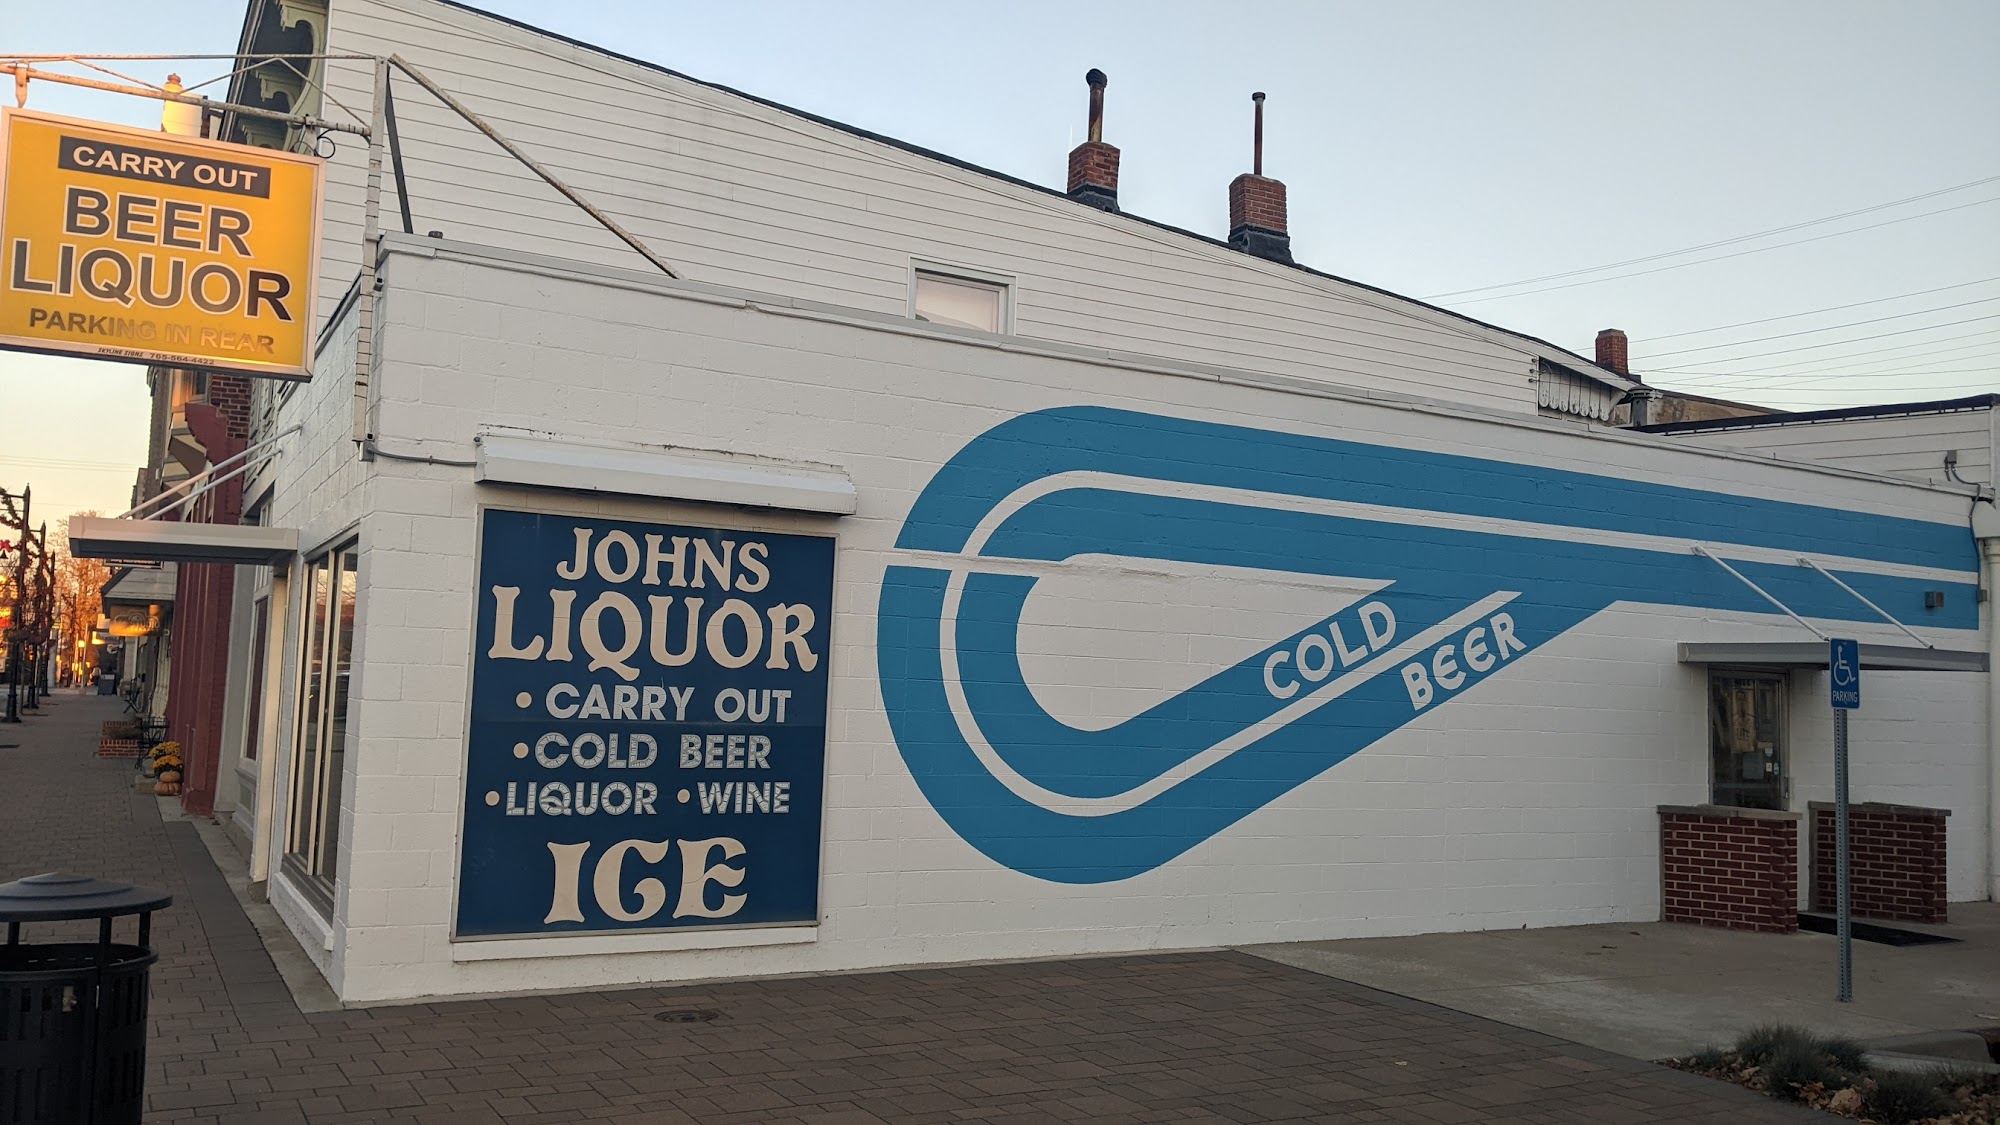 CARRY OUT
BEER
LIQUOR
PARKING IN REAR
SKYLINE SIGNS 765-564-4422
JOHNS
LIQUOR
• CARRY OUT
• COLD BEER
• LIQUOR • WINE
ICE
COLD
BEER
PARKING